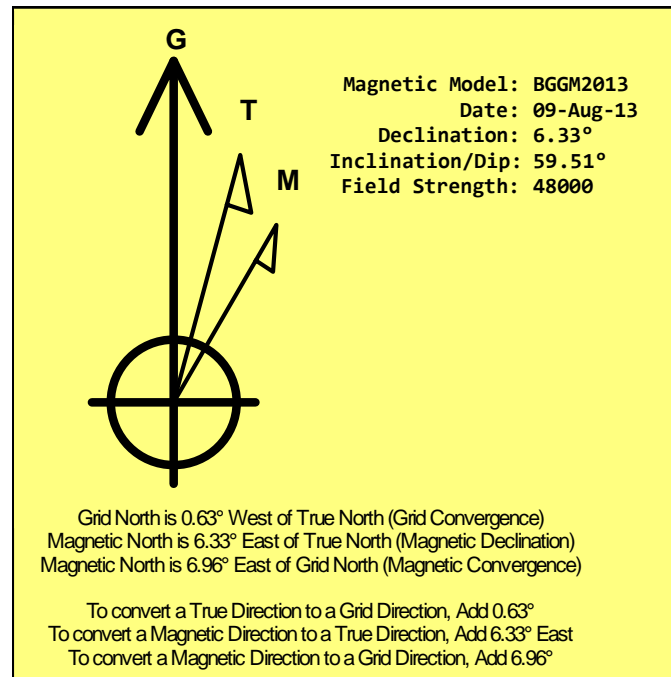 G
T
M
Magnetic Model: BGGM2013
Date: 09-Aug-13
Declination: 6.33º
Inclination/Dip: 59.51º
Field Strength: 48000
Grid North is 0.63° West of True North (Grid Convergence)
Magnetic North is 6.33° East of True North (Magnetic Declination)
Magnetic North is 6.96° East of Grid North (Magnetic Convergence)
To convert a True Direction to a Grid Direction, Add 0.63°
To convert a Magnetic Direction to a True Direction, Add 6.33° East
To convert a Magnetic Direction to a Grid Direction, Add 6.96°